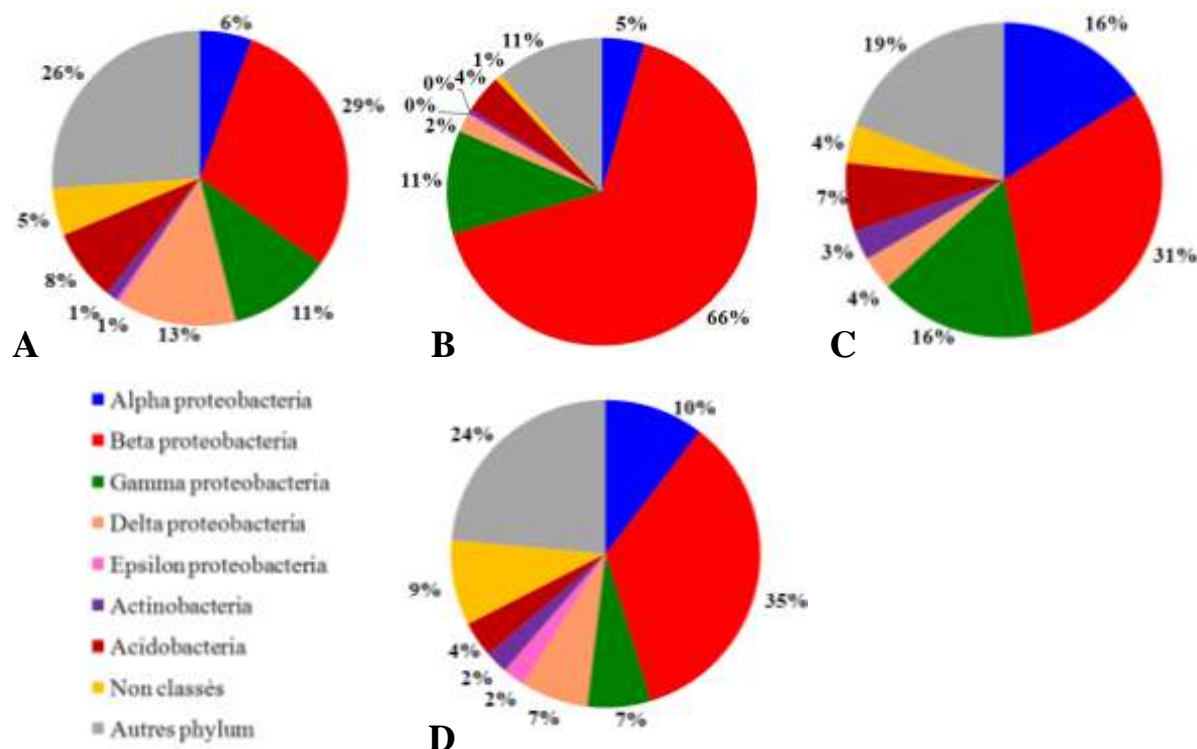 6%
29%
11%
13%
1%
1%
8%
5%
26%
A
5%
66%
11%
2%
0%
0%
4%
1%
11%
B
16%
31%
16%
4%
3%
7%
4%
19%
C
Alpha proteobacteria
Beta proteobacteria
Gamma proteobacteria
Delta proteobacteria
Epsilon proteobacteria
Actinobacteria
Acidobacteria
Non classés
Autres phylum
10%
35%
7%
7%
2%
2%
4%
9%
24%
D